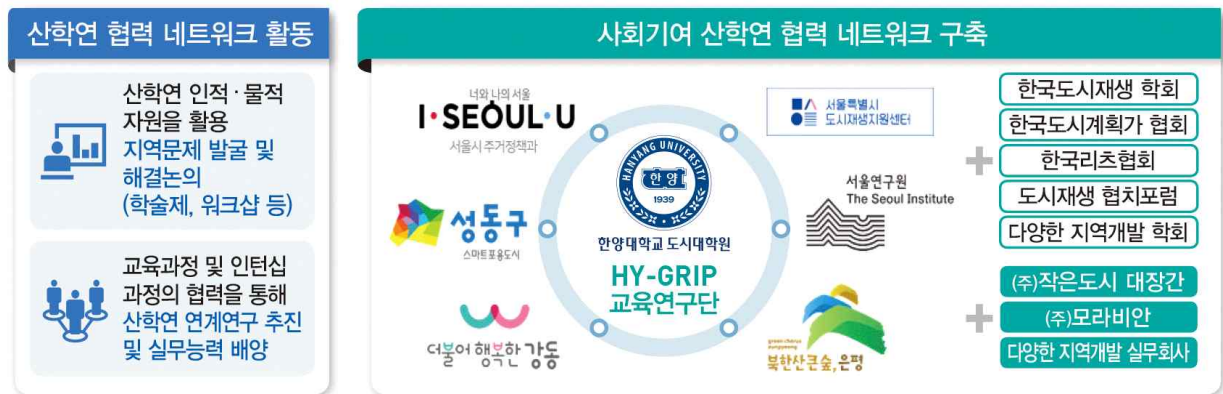 산학연 협력 네트워크 활동
산학연 인적·물적
자원을 활용
지역문제 발굴 및
해결논의
(학술제, 워크샵 등)
교육과정 및 인턴십
과정의 협력을 통해
산학연 연계연구 추진
및 실무능력 배양
사회기여 산학연 협력 네트워크 구축
너와 나의 서울
I·SEOUL·U
서울시 주거정책과
성동구
스마트포용도시
더불어 행복한 강동
HANYANG UNIVERSITY
한양
1939
한양대학교 도시대학원
HY-GRIP
교육연구단
서울특별시
도시재생지원센터
서울연구원
The Seoul Institute
북한산큰숲, 은평
한국도시재생 학회
한국도시계획가 협회
한국리츠협회
도시재생 협치포럼
다양한 지역개발 학회
(주)작은도시 대장간
(주)모라비안
다양한 지역개발 실무회사